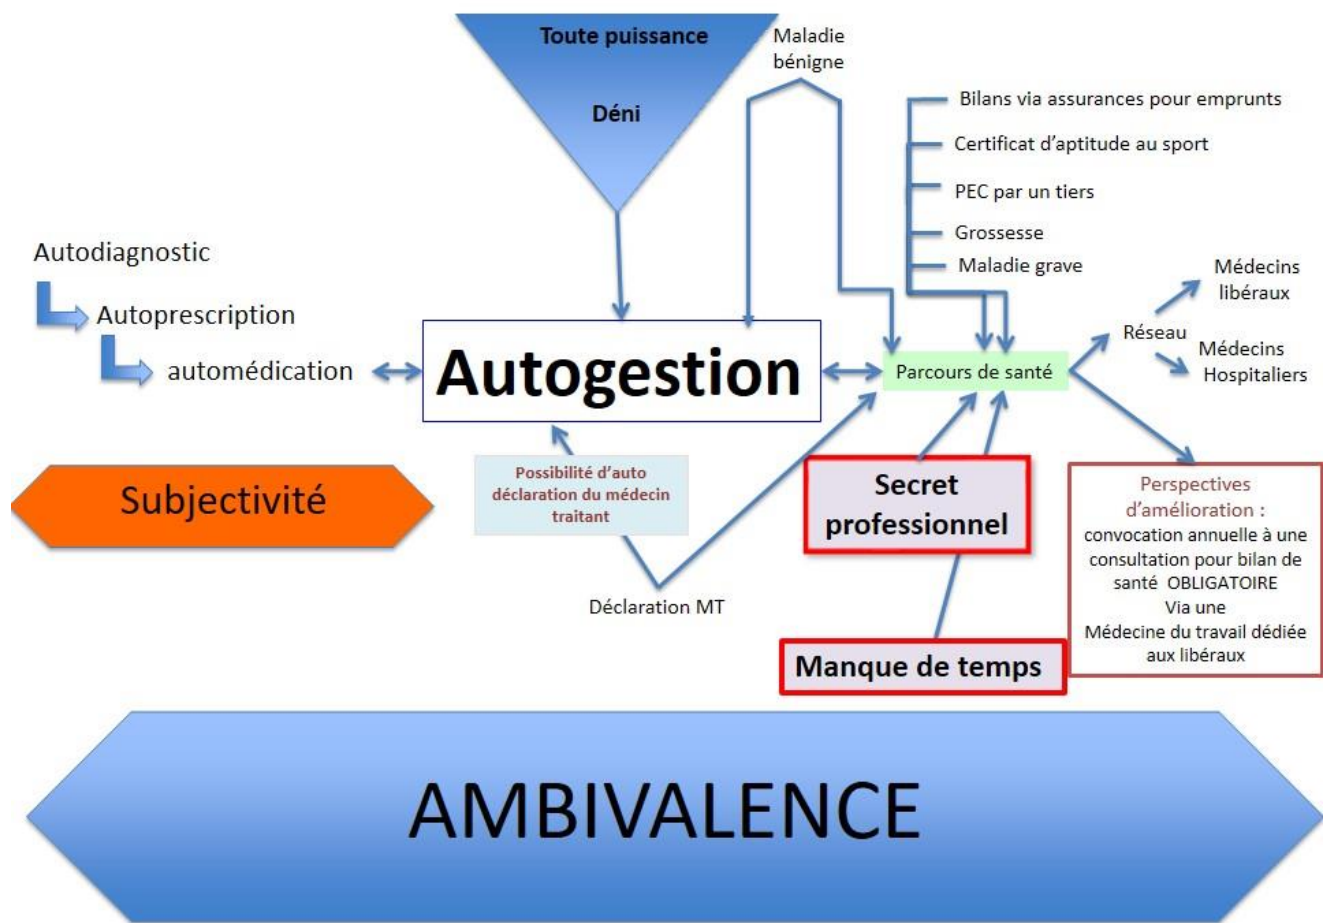 Toute puissance
Déni
Maladie
bénigne
Bilans via assurances pour emprunts
Certificat d'aptitude au sport
PEC par un tiers
Grossesse
Maladie grave
Autodiagnostic
Autoprescription
automédication
Autogestion
Parcours de santé
Réseau
Médecins
libéraux
Médecins
Hospitaliers
Subjectivité
Possibilité d'auto
déclaration du médecin
traitant
Déclaration MT
Secret
professionnel
Manque de temps
Perspectives
d'amélioration :
convocation annuelle à une
consultation pour bilan de
santé OBLIGATOIRE
Via une
Médecine du travail dédiée
aux libéraux
AMBIVALENCE